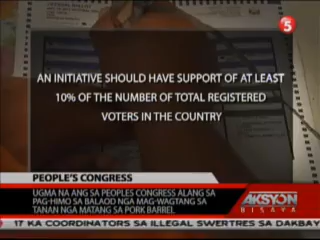 5
AN INITIATIVE SHOULD HAVE SUPPORT OF AT LEAST
10% OF THE NUMBER OF TOTAL REGISTERED
VOTERS IN THE COUNTRY
PEOPLE'S CONGRESS
UGMA NA ANG SA PEOPLES CONGRESS ALANG SA
PAG-HIMO SA BALAOD NGA MAG-WAGTANG SA
TANAN NGA MATANG SA PORK BARREL
AKSYON
BISAYA
17 KA COORDINATORS SA ILLEGAL SWERTRES SA DAKBAY